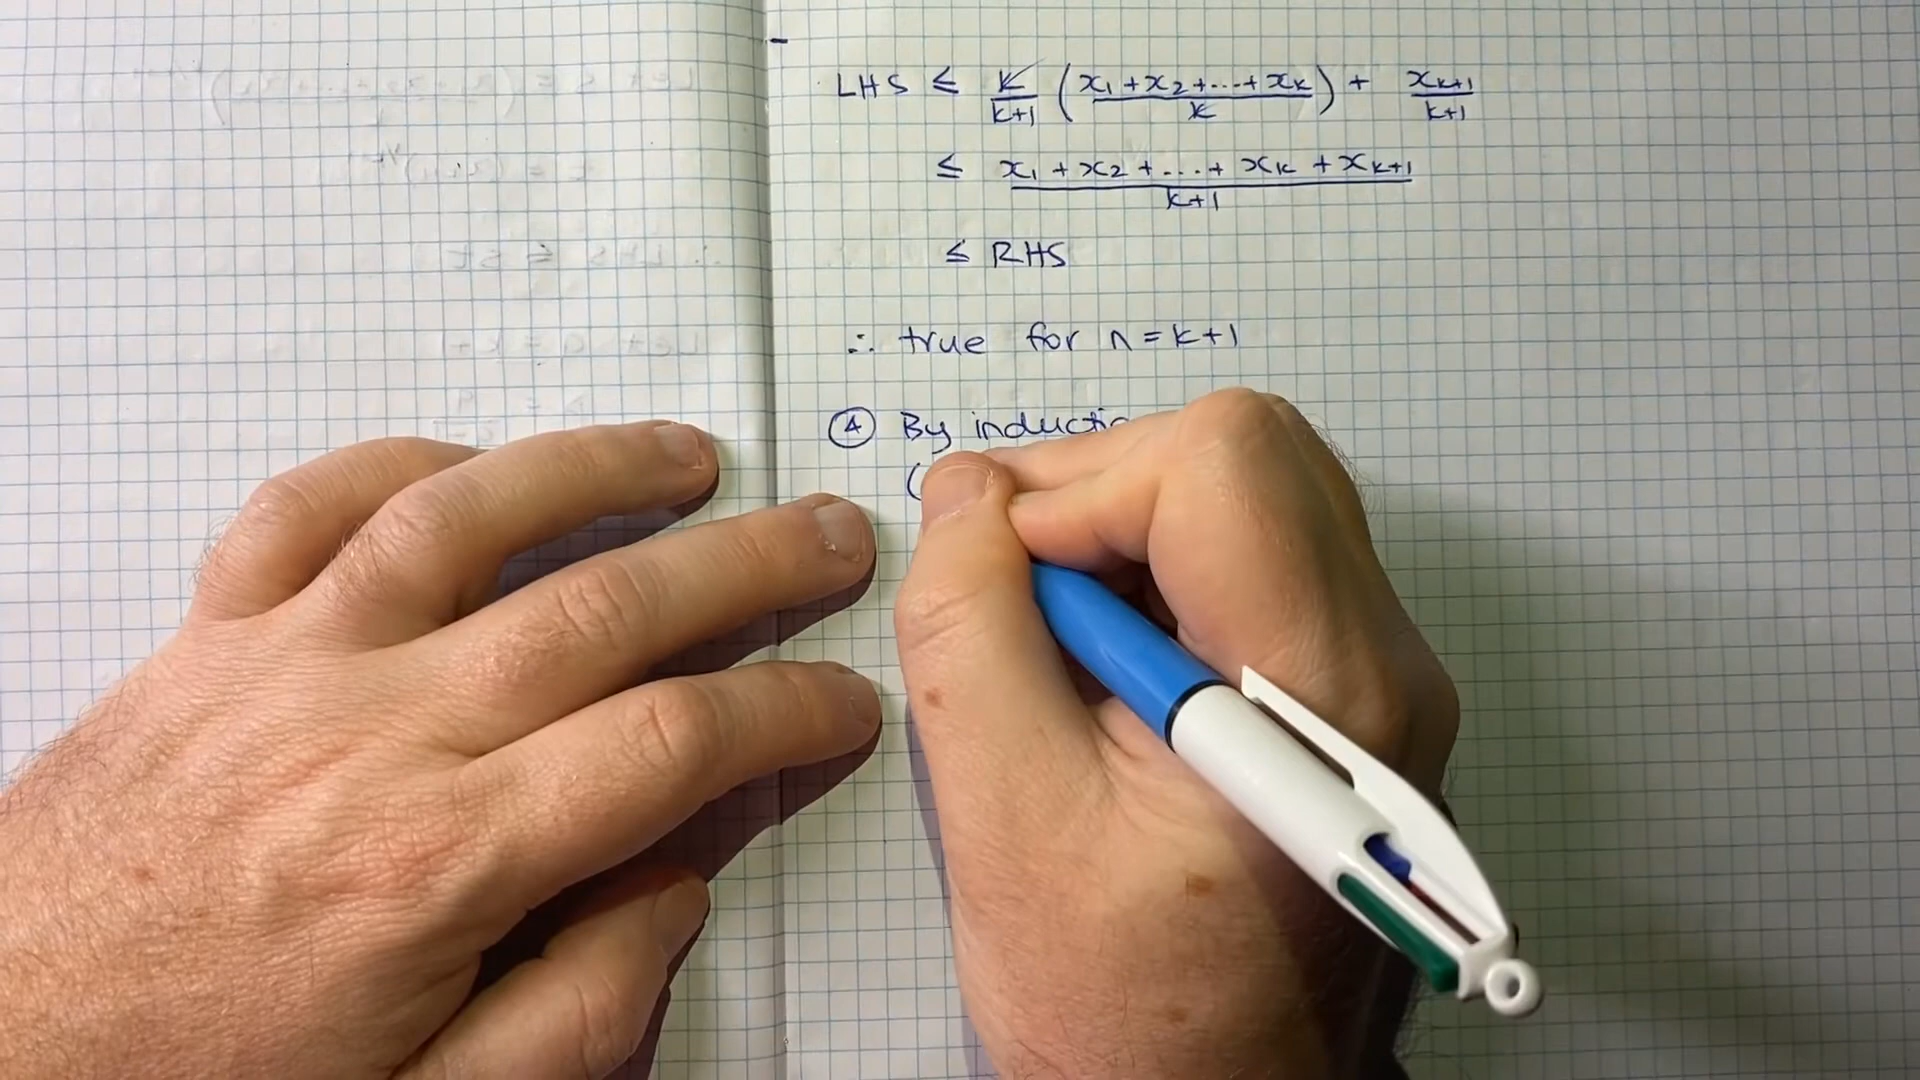 LHS ≤ k/(k+1) ( (x₁ + x₂ + ... + xₖ)/k ) + xₖ₊₁/(k+1)
≤ (x₁ + x₂ + ... + xₖ + xₖ₊₁)/(k+1)
≤ RHS
∴ true for n = k+1
④ By
(